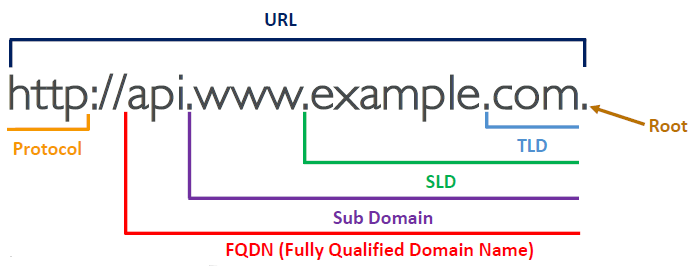 URL
http://api.www.example.com.
Root
Protocol
TLD
SLD
Sub Domain
FQDN (Fully Qualified Domain Name)